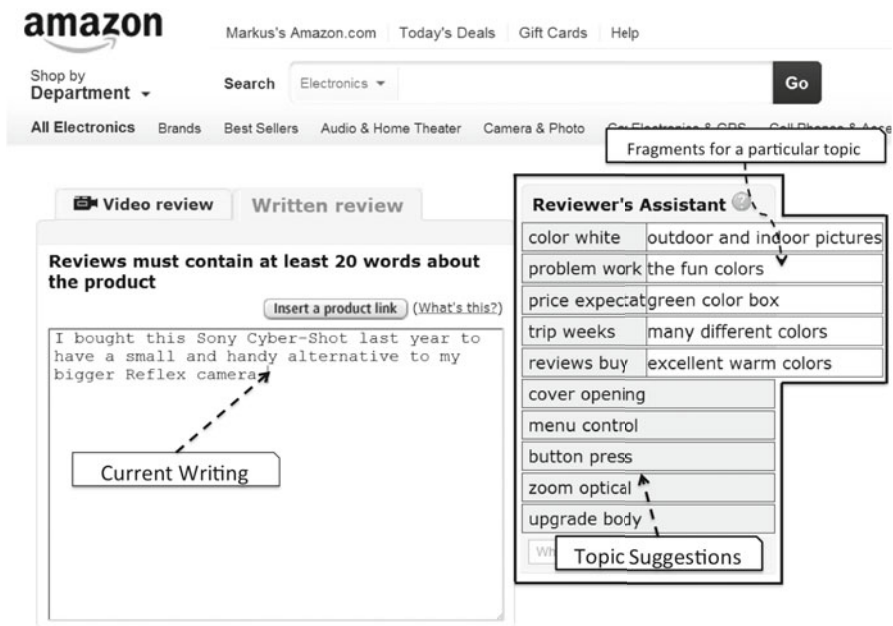 amazon
Markus's Amazon.com Today's Deals Gift Cards Help
Shop by
Department
Search Electronics Go
All Electronics Brands Best Sellers Audio & Home Theater Camera & Photo
Fragments for a particular topic
Video review Written review
Reviewer's Assistant ?
Reviews must contain at least 20 words about
the product
Insert a product link (What's this?)
I bought this Sony Cyber-Shot last year to
have a small and handy alternative to my
bigger Reflex camera.
Current Writing
color white outdoor and indoor pictures
problem work the fun colors
price expectat green color box
trip weeks many different colors
reviews buy excellent warm colors
cover opening
menu control
button press
zoom optical
upgrade body
Topic Suggestions